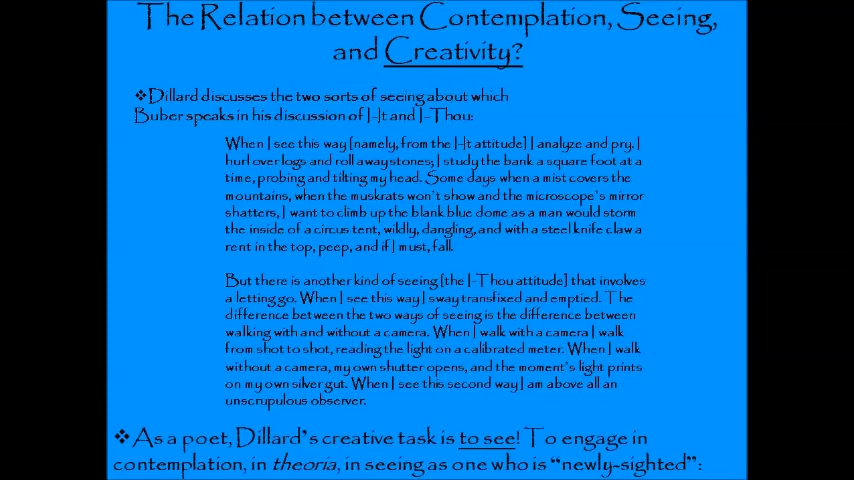 The Relation between Contemplation, Seeing,
and Creativity?
❖Dillard discusses the two sorts of seeing about which
Buber speaks in his discussion of I-It and I-Thou:
When I see this way [namely, from the I-It attitude] I analyze and pry. I
hurl over logs and roll away stones; I study the bank a square foot at a
time, probing and tilting my head. Some days when a mist covers the
mountains, when the muskrats won't show and the microscope's mirror
shatters, I want to climb up the blank blue dome as a man would storm
the inside of a circus tent, wildly, dangling, and with a steel knife claw a
rent in the top, peep, and if I must, fall.
But there is another kind of seeing [the I-Thou attitude] that involves
a letting go. When I see this way I sway transfixed and emptied. The
difference between the two ways of seeing is the difference between
walking with and without a camera. When I walk with a camera I walk
from shot to shot, reading the light on a calibrated meter. When I walk
without a camera, my own shutter opens, and the moment's light prints
on my own silver gut. When I see this second way I am above all an
unscrupulous observer.
❖As a poet, Dillard's creative task is to see! To engage in
contemplation, in theoria, in seeing as one who is “newly-sighted”: